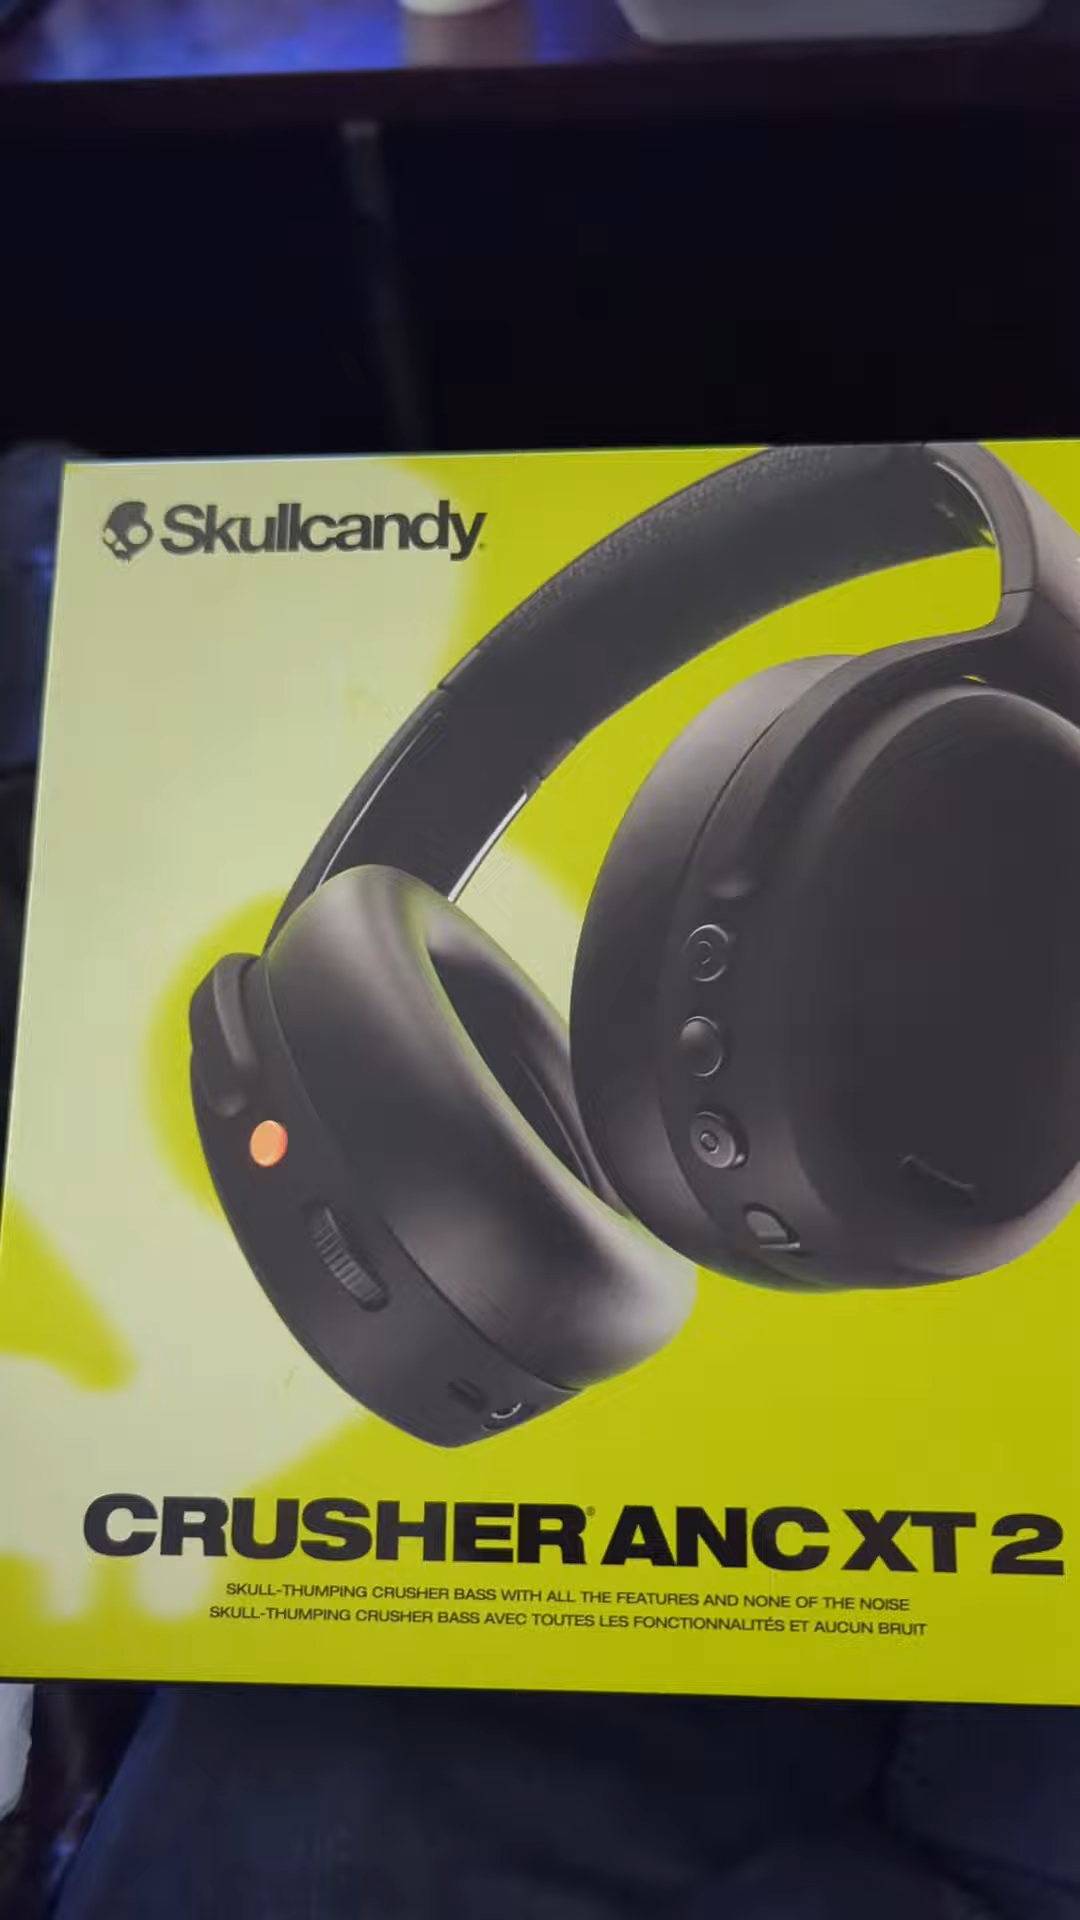 Skullcandy
CRUSHER® ANC XT 2
SKULL-THUMPING CRUSHER BASS WITH ALL THE FEATURES AND NONE OF THE NOISE
SKULL-THUMPING CRUSHER BASS AVEC TOUTES LES FONCTIONNALITÉS ET AUCUN BRUIT